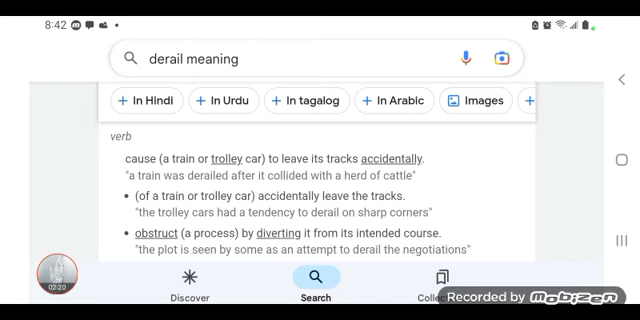 8:42
derail meaning
+ In Hindi + In Urdu + In tagalog + In Arabic Images +
verb
cause (a train or trolley car) to leave its tracks accidentally.
"a train was derailed after it collided with a herd of cattle"
• (of a train or trolley car) accidentally leave the tracks.
"the trolley cars had a tendency to derail on sharp corners"
• obstruct (a process) by diverting it from its intended course.
"the plot is seen by some as an attempt to derail the negotiations"
02:20
Discover Search
Recorded by Mobizen